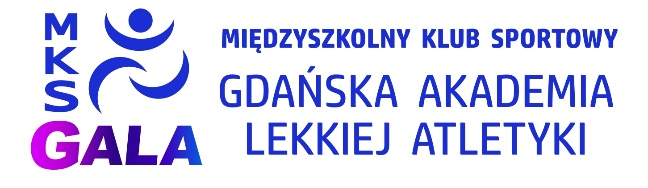 MKS
GALA
MIĘDZYSZKOLNY KLUB SPORTOWY
GDAŃSKA AKADEMIA
LEKKIEJ ATLETYKI